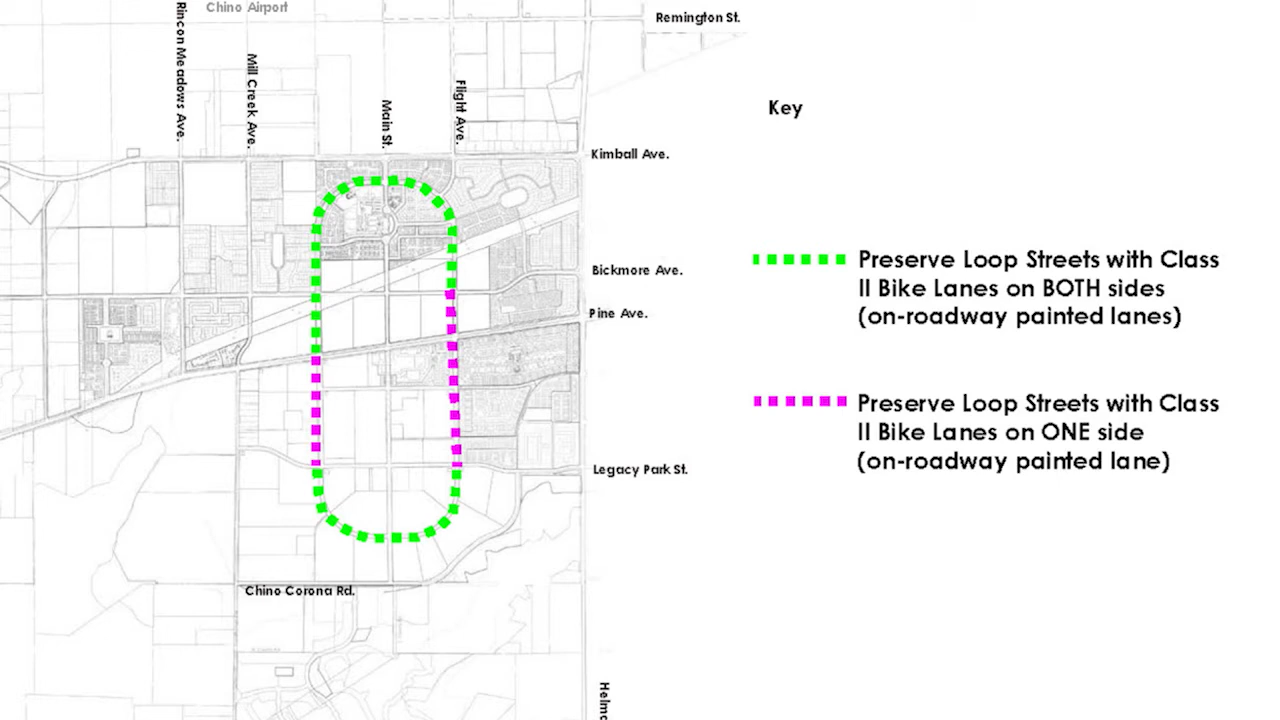 Chino Airport
Remington St.
Rincon Meadows Ave.
Mill Creek Ave.
Main St.
Flight Ave.
Key
Kimball Ave.
Bickmore Ave.
Pine Ave.
Preserve Loop Streets with Class
II Bike Lanes on BOTH sides
(on-roadway painted lanes)
Preserve Loop Streets with Class
II Bike Lanes on ONE side
(on-roadway painted lane)
Legacy Park St.
Chino Corona Rd.